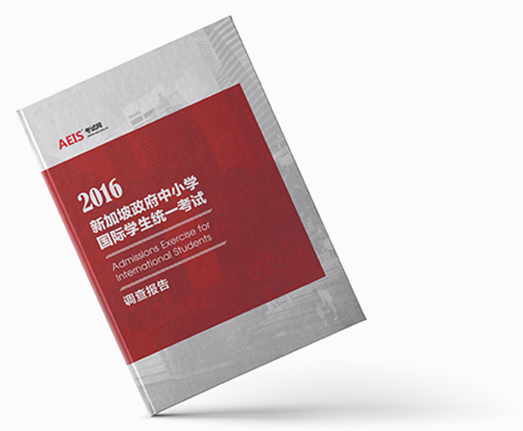 AEIS 考试网
2016
新加坡政府中小学
国际学生统一考试
Admissions Exercise for
International Students
调查报告